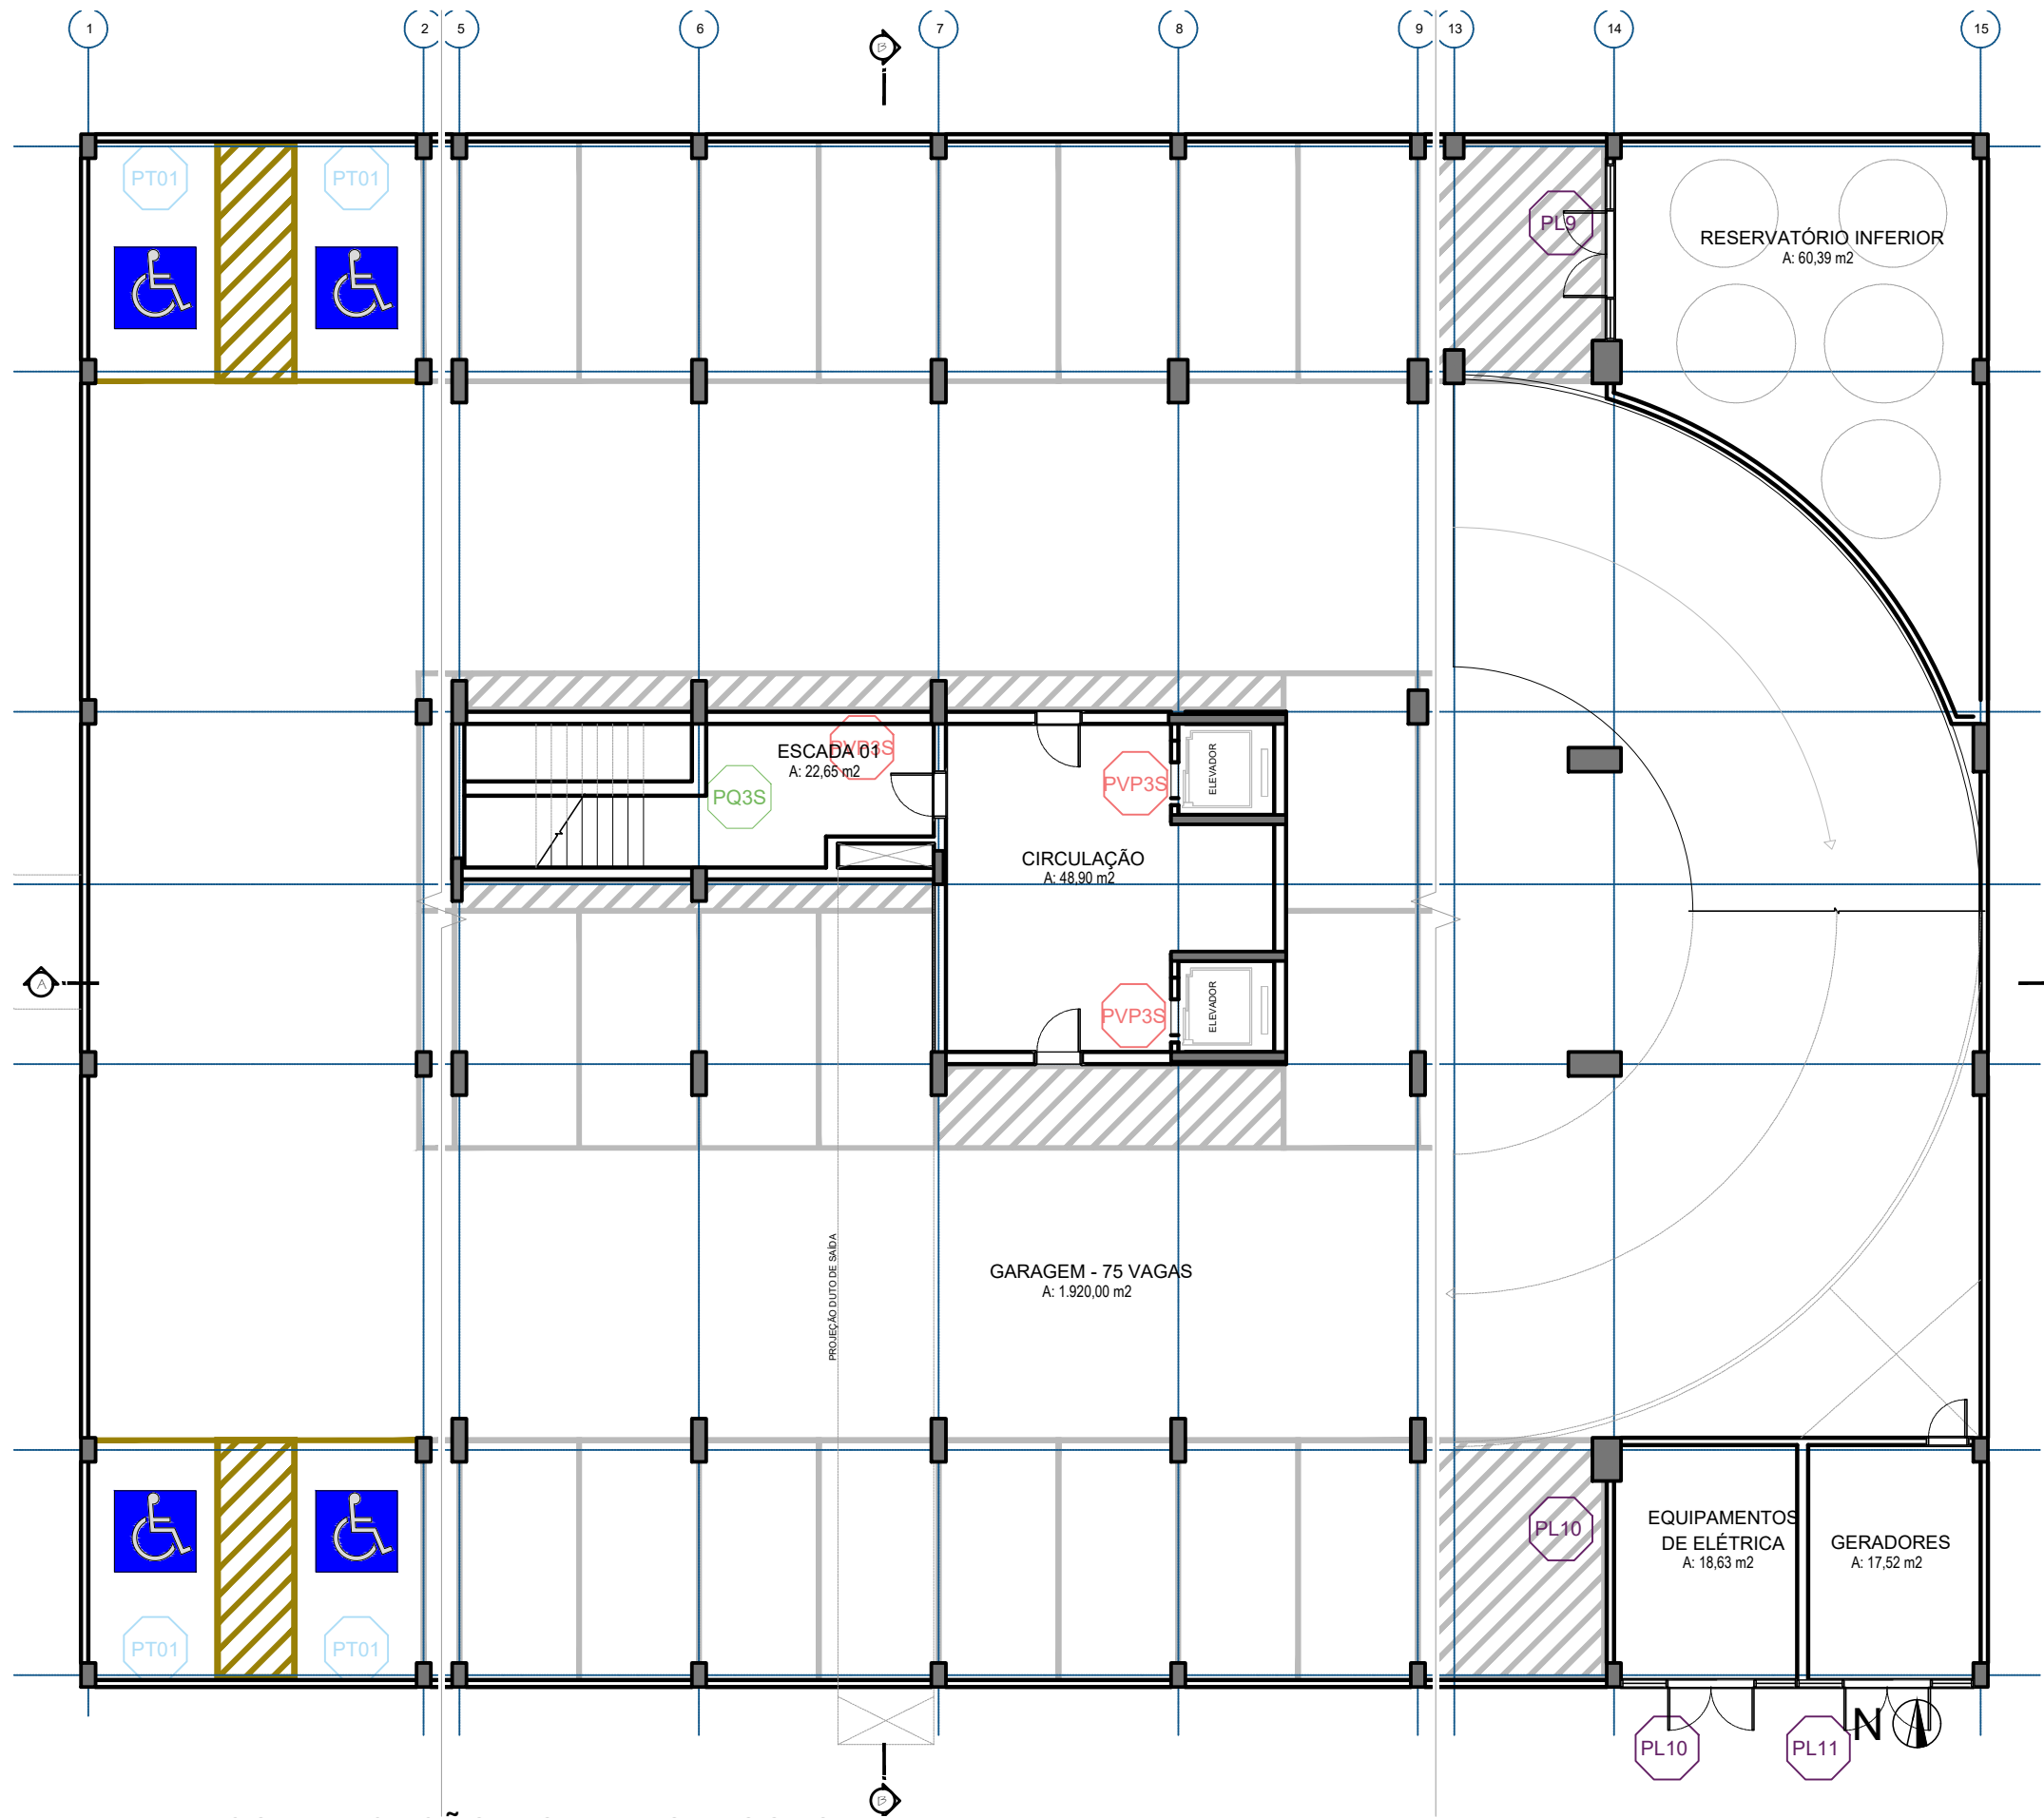 1
2
5
6
7
8
9
13
14
15
B
PT01
PT01
PL9
RESERVATÓRIO INFERIOR
A: 60,39 m2
ESCADA 01
A: 22,65 m2
PVP3S
PQ3S
PVP3S
ELEVADOR
CIRCULAÇÃO
A: 48,90 m2
A
PVP3S
ELEVADOR
PROJEÇÃO DUTO DE SAÍDA
GARAGEM - 75 VAGAS
A: 1.920,00 m2
PL10
EQUIPAMENTOS
DE ELÉTRICA
A: 18,63 m2
GERADORES
A: 17,52 m2
PT01
PT01
PL10
PL11
N
B